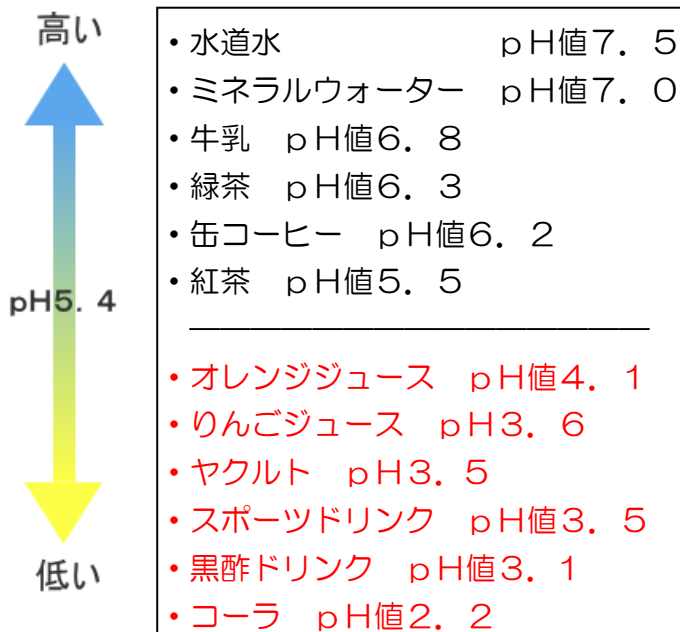 高い
pH5.4
低い
・水道水　　　　　　　ｐＨ値７．５
・ミネラルウォーター　ｐＨ値７．０
・牛乳　ｐＨ値６．８
・緑茶　ｐＨ値６．３
・缶コーヒー　ｐＨ値６．２
・紅茶　ｐＨ値５．５
・オレンジジュース　ｐＨ値４．１
・りんごジュース　ｐＨ３．６
・ヤクルト　ｐＨ３．５
・スポーツドリンク　ｐＨ値３．５
・黒酢ドリンク　ｐＨ値３．１
・コーラ　ｐＨ値２．２